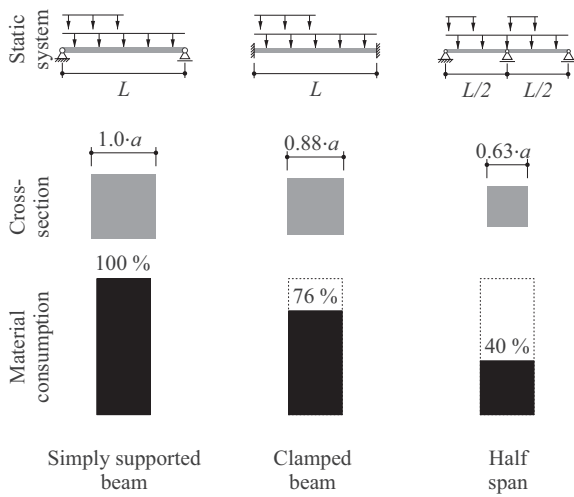 Static
system
L
L
L/2
L/2
Cross-
section
1.0·a
0.88·a
0.63·a
Material
consumption
100 %
76 %
40 %
Simply supported
beam
Clamped
beam
Half
span